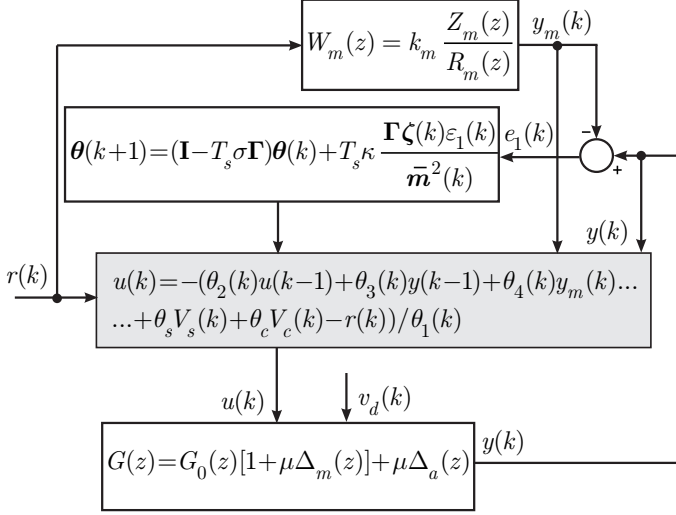 W_m(z) = k_m Z_m(z)/R_m(z)
y_m(k)
−
θ(k+1)=(I−T_sσΓ)θ(k)+T_sκ Γζ(k)ε_1(k)/m̄²(k)
e_1(k)
+
r(k)
y(k)
u(k)=−(θ_2(k)u(k−1)+θ_3(k)y(k−1)+θ_4(k)y_m(k)...
...+θ_sV_s(k)+θ_cV_c(k)−r(k))/θ_1(k)
u(k)
v_d(k)
G(z)=G_0(z)[1+μΔ_m(z)]+μΔ_a(z)
y(k)